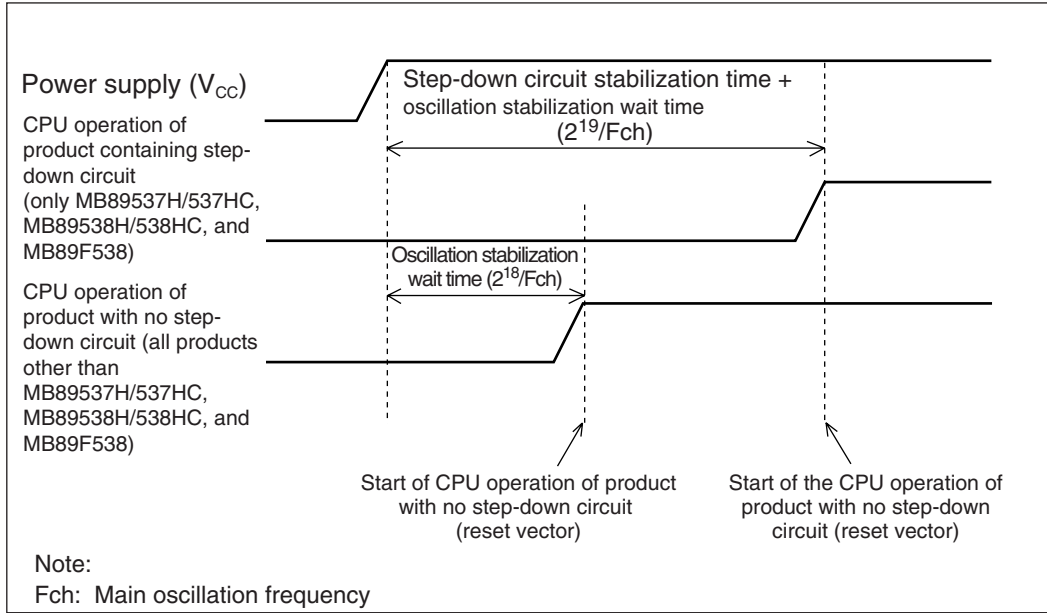 Power supply (VCC)
Step-down circuit stabilization time +
oscillation stabilization wait time
(2^19/Fch)
CPU operation of
product containing step-
down circuit
(only MB89537H/537HC,
MB89538H/538HC, and
MB89F538)
Oscillation stabilization
wait time (2^18/Fch)
CPU operation of
product with no step-
down circuit (all products
other than
MB89537H/537HC,
MB89538H/538HC, and
MB89F538)
Start of CPU operation of product
with no step-down circuit
(reset vector)
Start of the CPU operation of
product with no step-down
circuit (reset vector)
Note:
Fch: Main oscillation frequency